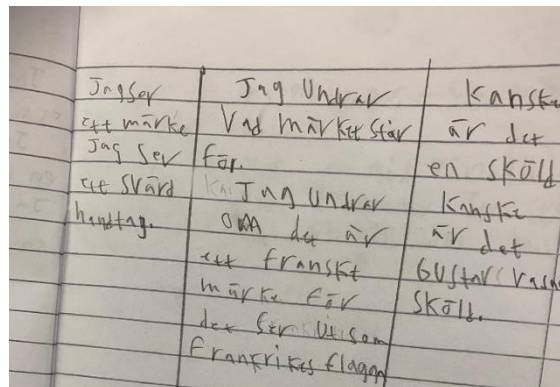 Jag ser
ett märke
Jag ser
ett svärd
handtag.
Jag undrar
Vad märket står
för.
Jag undrar
om det är
ett franskt
märke för
det ser ut som
frankrikes flagga
Kanske
är det
en sköld
Kanske
är det
Gustav Vasas
sköld.